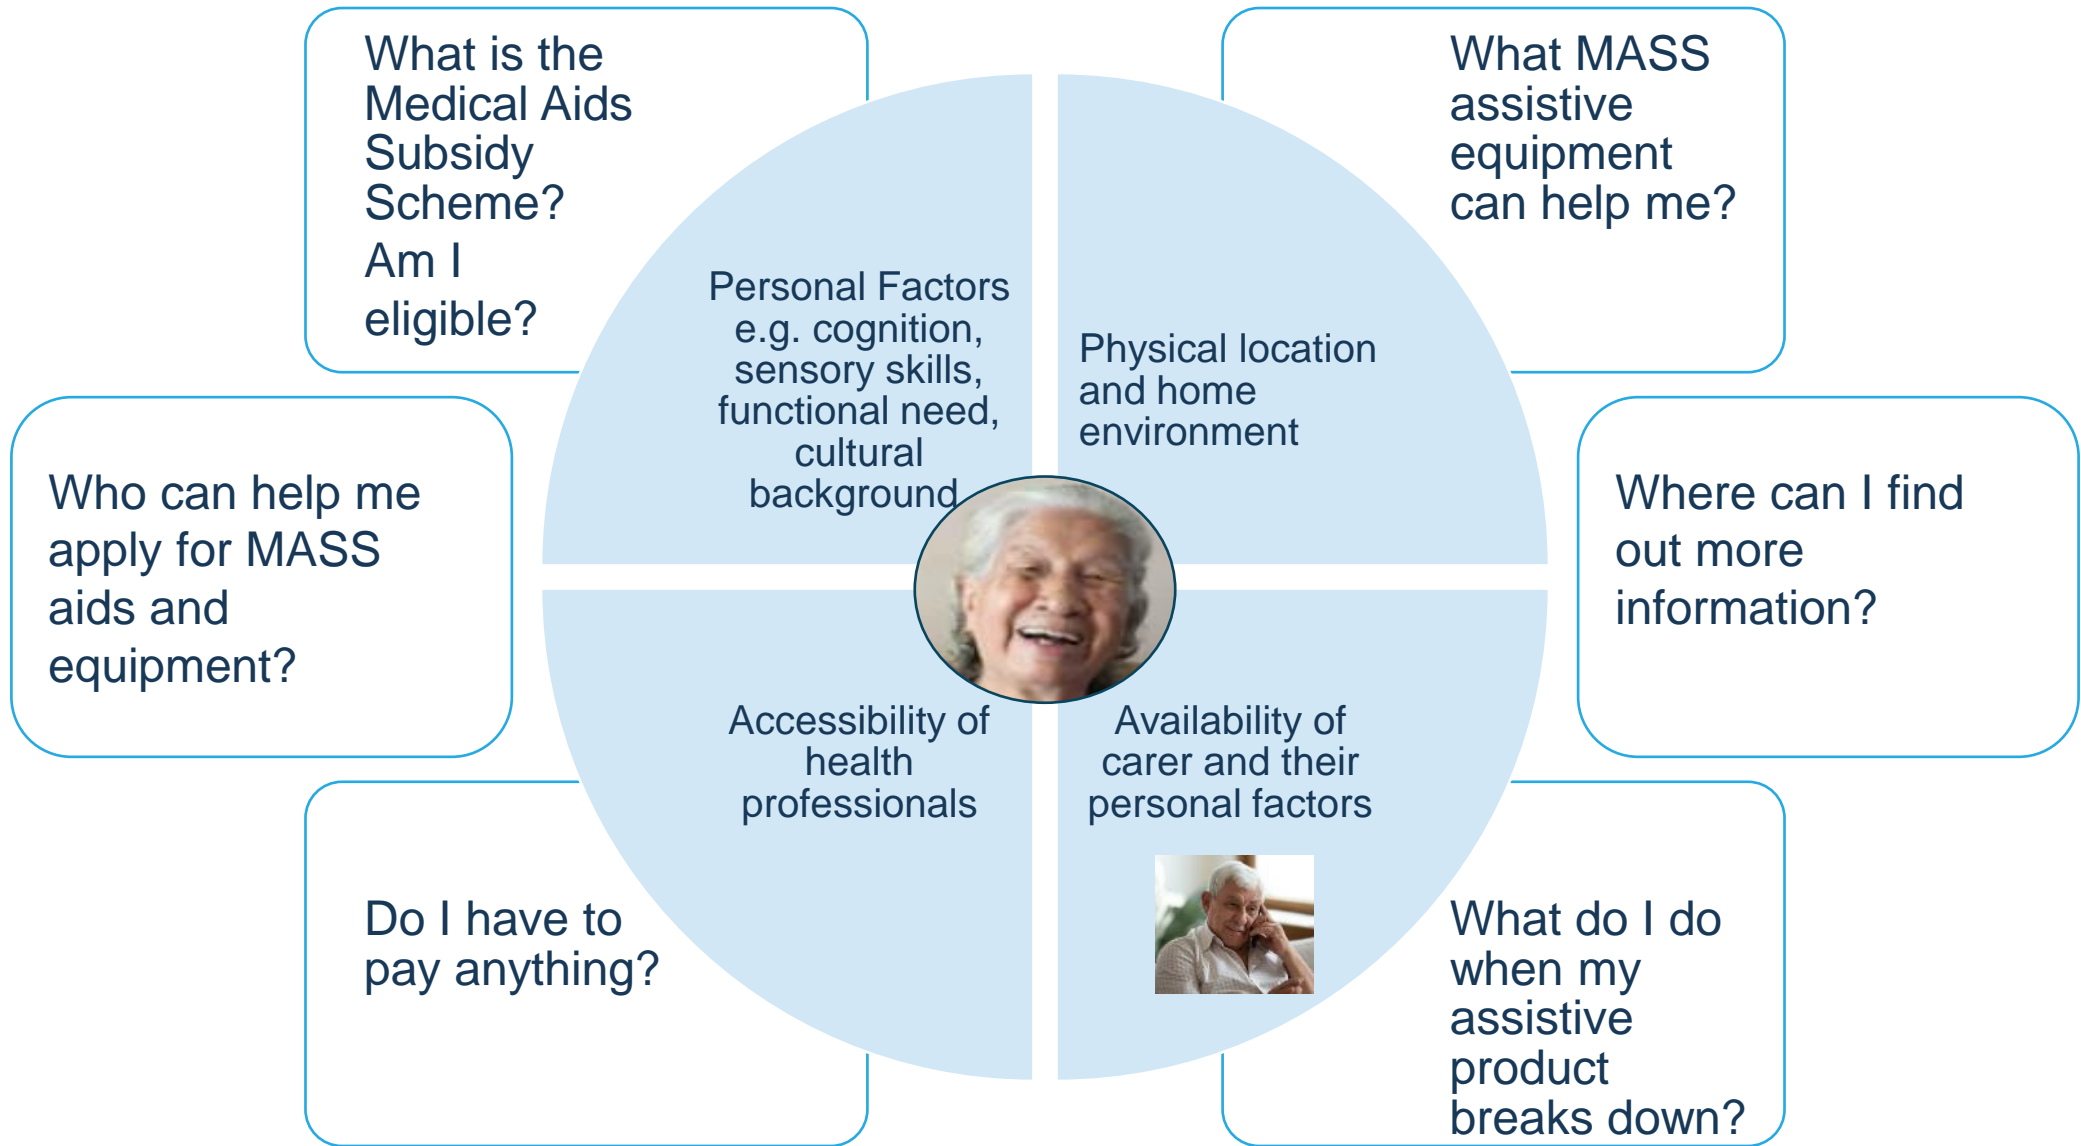 What is the
Medical Aids
Subsidy
Scheme?
Am I
eligible?
What MASS
assistive
equipment
can help me?
Personal Factors
e.g. cognition,
sensory skills,
functional need,
cultural
background
Physical location
and home
environment
Who can help me
apply for MASS
aids and
equipment?
Where can I find
out more
information?
Accessibility of
health
professionals
Availability of
carer and their
personal factors
Do I have to
pay anything?
What do I do
when my
assistive
product
breaks down?